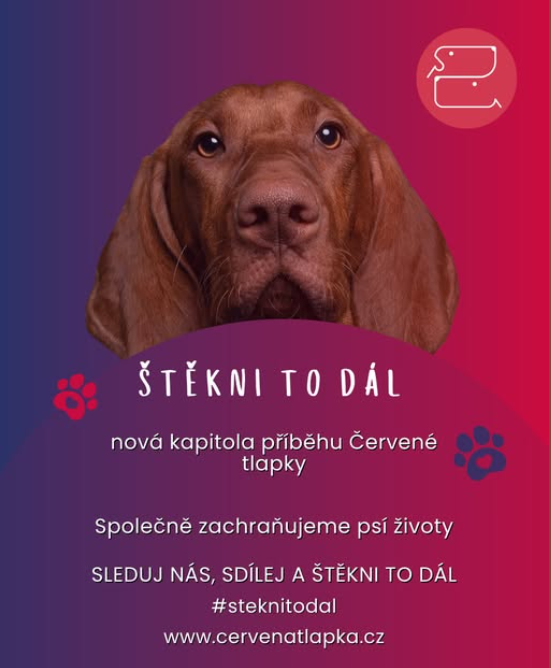 ŠTĚKNI TO DÁL
nová kapitola příběhu Červené
tlapky
Společně zachraňujeme psí životy
SLEDUJ NÁS, SDÍLEJ A ŠTĚKNI TO DÁL
#steknitodal
www.cervenatlapka.cz